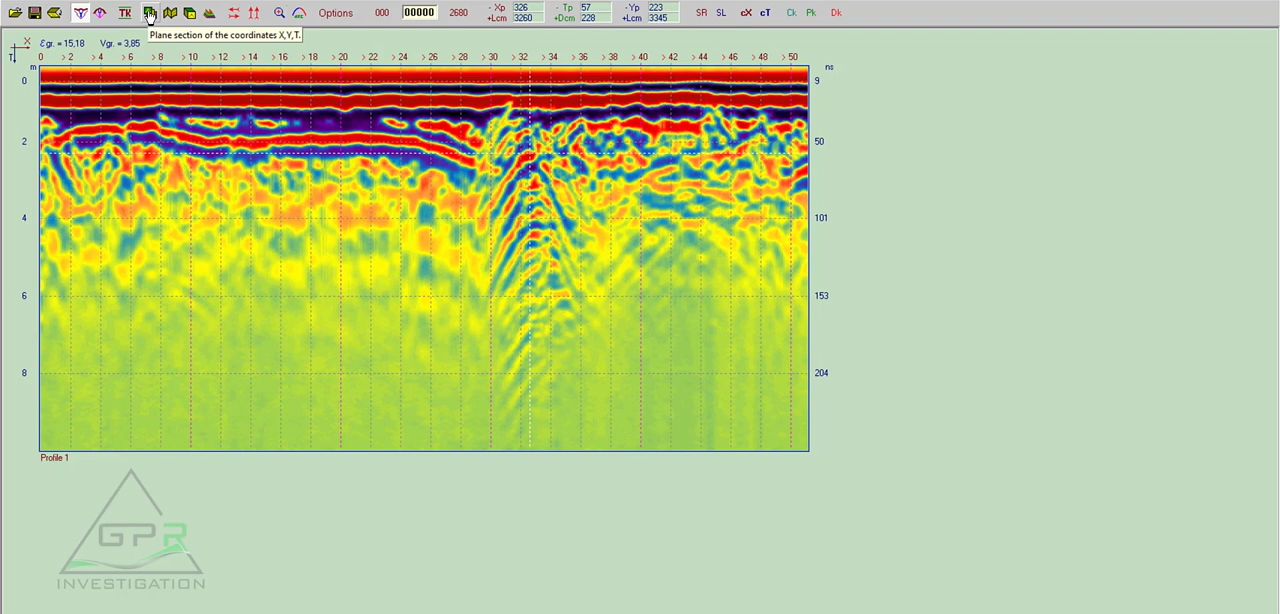 TK
Options
000
00000
2680
- Xp 326
+Lcm 3260
- Tp 57
+Dcm 228
- Yp 223
+Lcm 3345
SR SL cX cT Ck Pk Dk
Plane section of the coordinates X,Y,T.
X
T
Ɛgr. = 15,18 Vgr. = 3,85
0 > 2 > 4 > 6 > 8 > 10 > 12 > 14 > 16 > 18 > 20 > 22 > 24 > 26 > 28 > 30 > 32 > 34 > 36 > 38 > 40 > 42 > 44 > 46 > 48 > 50
m ns
0 9
2 50
4 101
6 153
8 204
Profile 1
GPR
INVESTIGATION